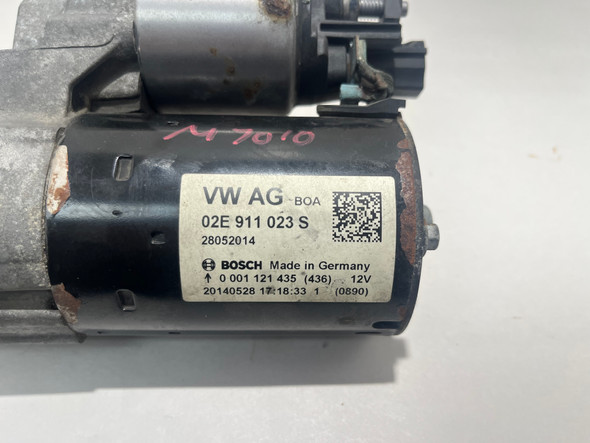 M7010
VW AG BOA
02E 911 023 S
28052014
BOSCH Made in Germany
↑ 0 001 121 435 (436) 12V
20140528 17:18:33 1 (0890)